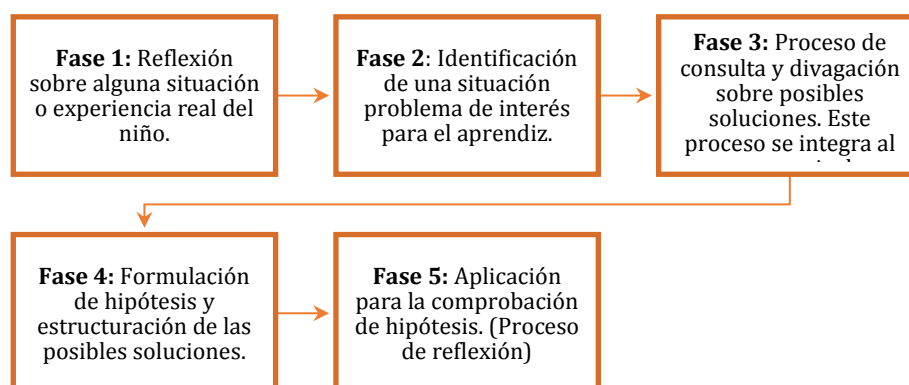 Fase 1: Reflexión
sobre alguna situación
o experiencia real del
niño.
Fase 2: Identificación
de una situación
problema de interés
para el aprendiz.
Fase 3: Proceso de
consulta y divagación
sobre posibles
soluciones. Este
proceso se integra al
Fase 4: Formulación
de hipótesis y
estructuración de las
posibles soluciones.
Fase 5: Aplicación
para la comprobación
de hipótesis. (Proceso
de reflexión)